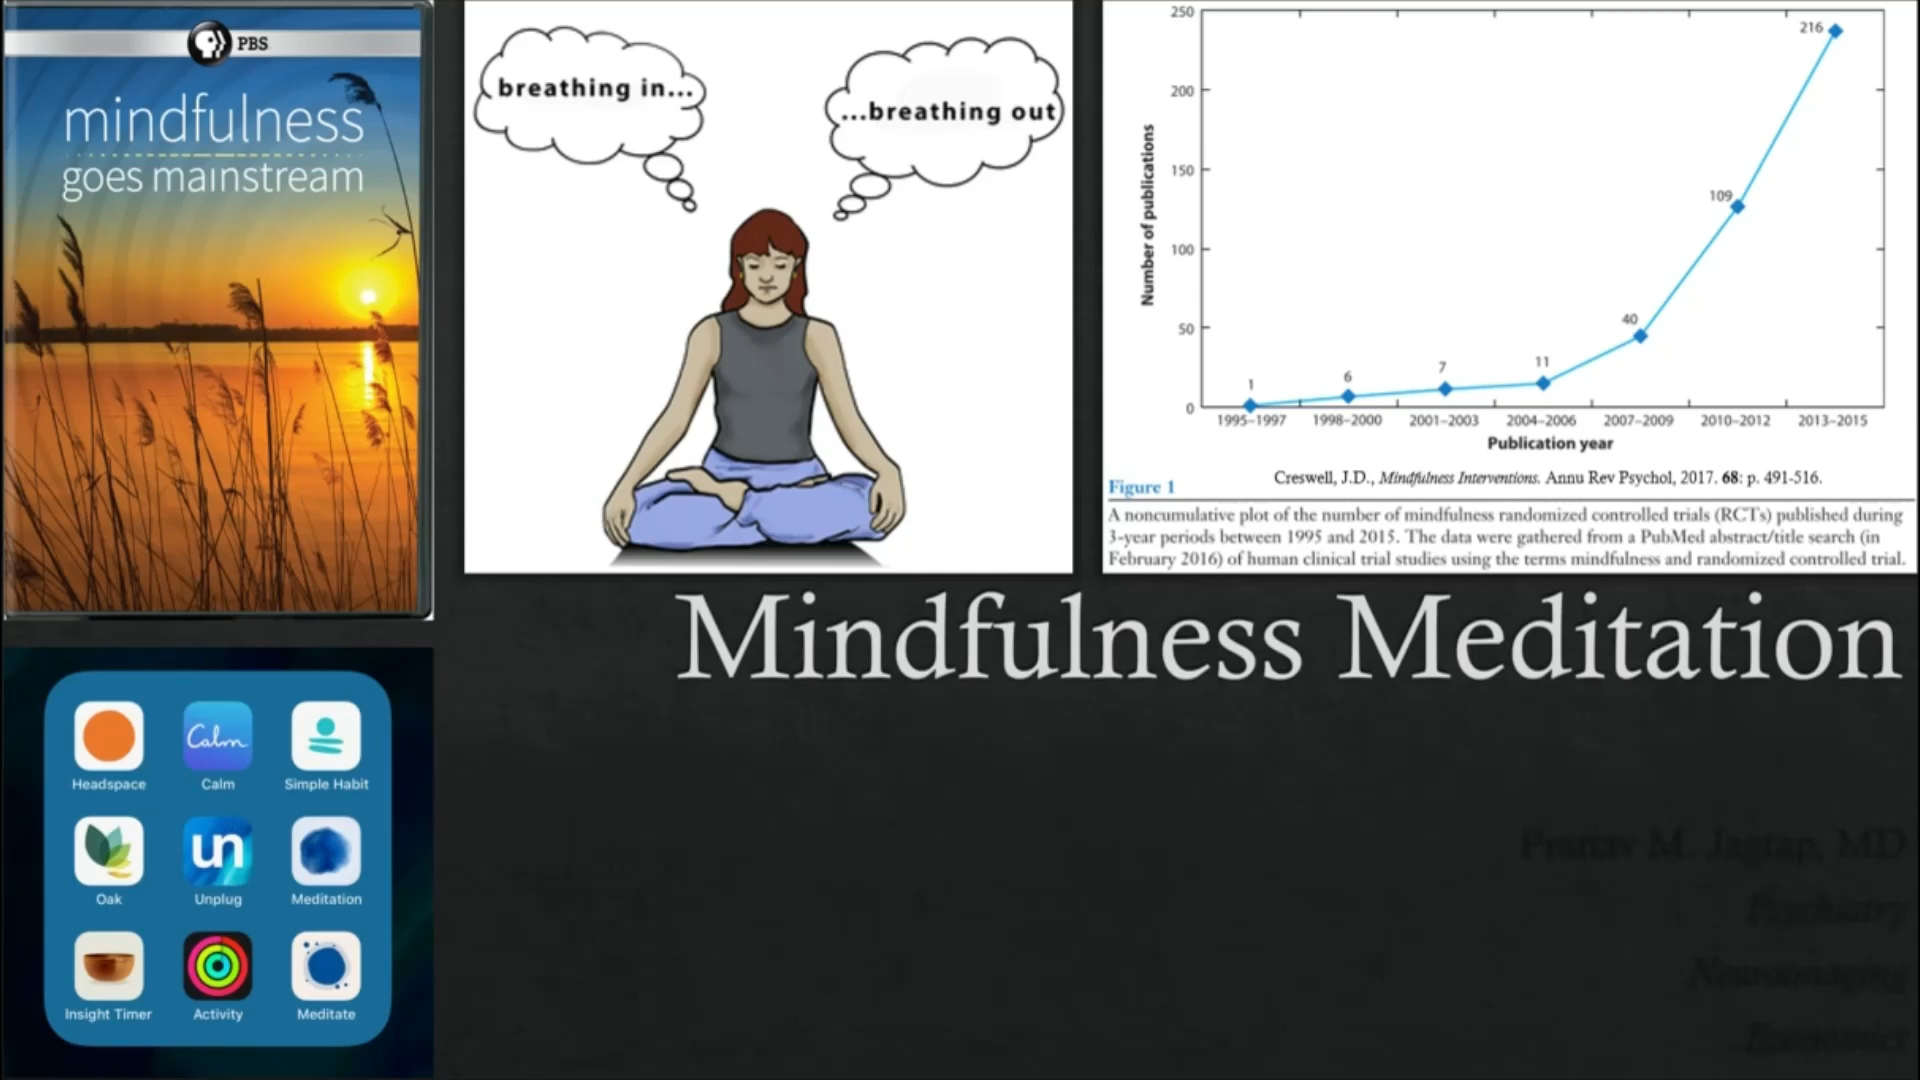 PBS
mindfulness
goes mainstream
breathing in...
...breathing out
Number of publications
250
200
150
100
50
0
1
6
7
11
40
109
216
1995–1997
1998–2000
2001–2003
2004–2006
2007–2009
2010–2012
2013–2015
Publication year
Creswell, J.D., Mindfulness Interventions. Annu Rev Psychol, 2017. 68: p. 491-516.
Figure 1
A noncumulative plot of the number of mindfulness randomized controlled trials (RCTs) published during
3-year periods between 1995 and 2015. The data were gathered from a PubMed abstract/title search (in
February 2016) of human clinical trial studies using the terms mindfulness and randomized controlled trial.
Mindfulness Meditation
Calm
un
Headspace
Calm
Simple Habit
Oak
Unplug
Meditation
Insight Timer
Activity
Meditate
M. Jagtap, MD
Psychiatry
Neuroimaging
Economics